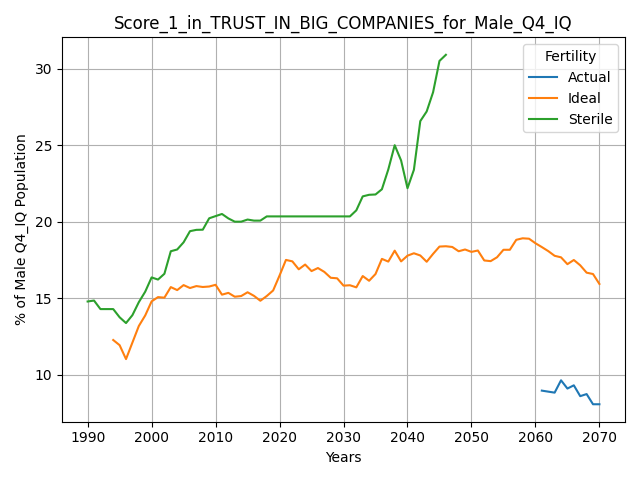 Score_1_in_TRUST_IN_BIG_COMPANIES_for_Male_Q4_IQ
Fertility
Actual
Ideal
Sterile
% of Male Q4_IQ Population
30
25
20
15
10
1990 2000 2010 2020 2030 2040 2050 2060 2070
Years